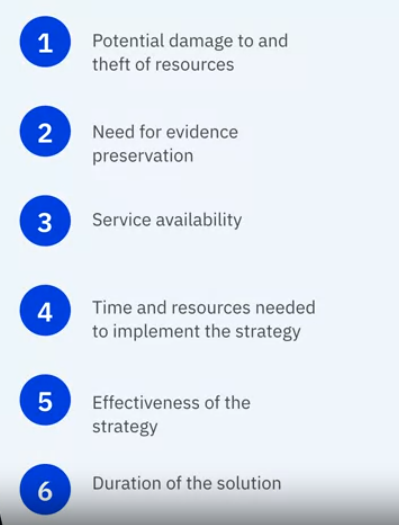 1
Potential damage to and
theft of resources
2
Need for evidence
preservation
3
Service availability
4
Time and resources needed
to implement the strategy
5
Effectiveness of the
strategy
6
Duration of the solution